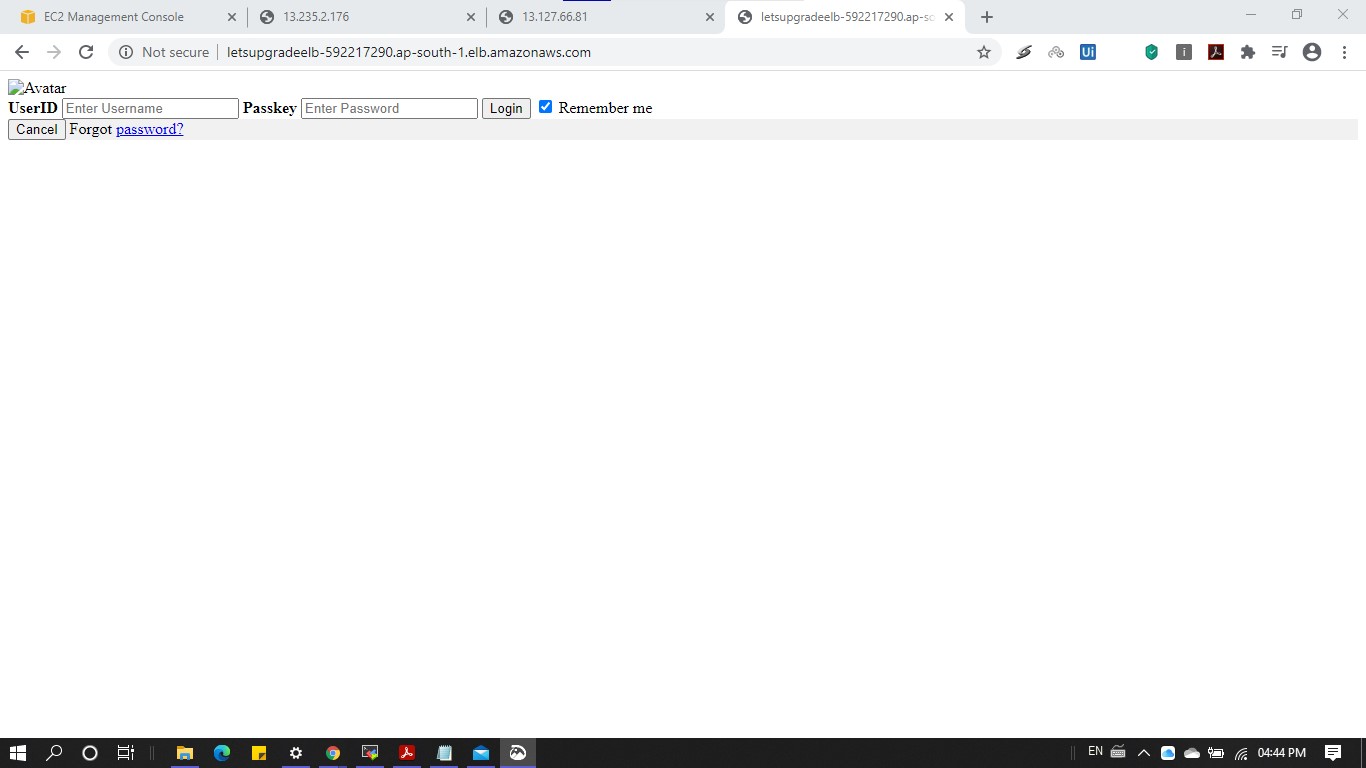 EC2 Management Console
13.235.2.176
13.127.66.81
letsupgradeelb-592217290.ap-so
Not secure letsupgradeelb-592217290.ap-south-1.elb.amazonaws.com
Ui
i
Avatar
UserID Enter Username Passkey Enter Password Login Remember me
Cancel Forgot password?
EN 04:44 PM